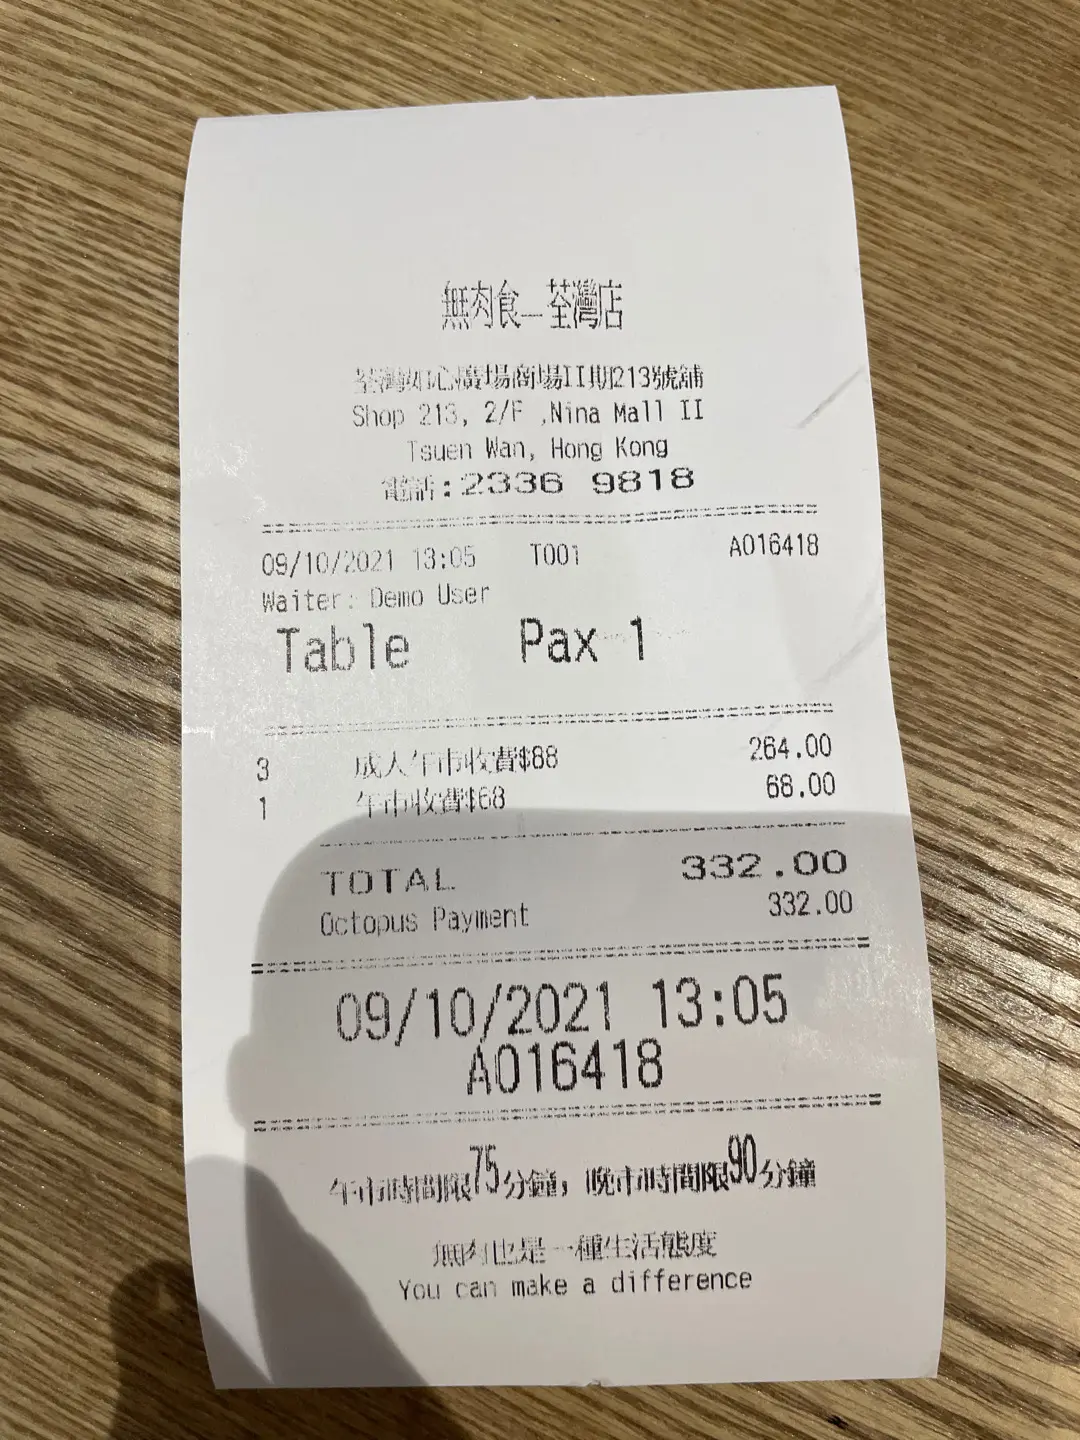 無肉食_荃灣店
荃灣如心廣場商場II期213號舖
Shop 213, 2/F ,Nina Mall II
Tsuen Wan, Hong Kong
電話:2336 9818
09/10/2021 13:05 T001 A016418
Waiter: Demo User
Table Pax 1
3 成人午市收費$88 264.00
1 午市收費$68 68.00
TOTAL 332.00
Octopus Payment 332.00
09/10/2021 13:05
A016418
午市時間限75分鐘，晚市時間限90分鐘
無肉也是一種生活態度
You can make a difference